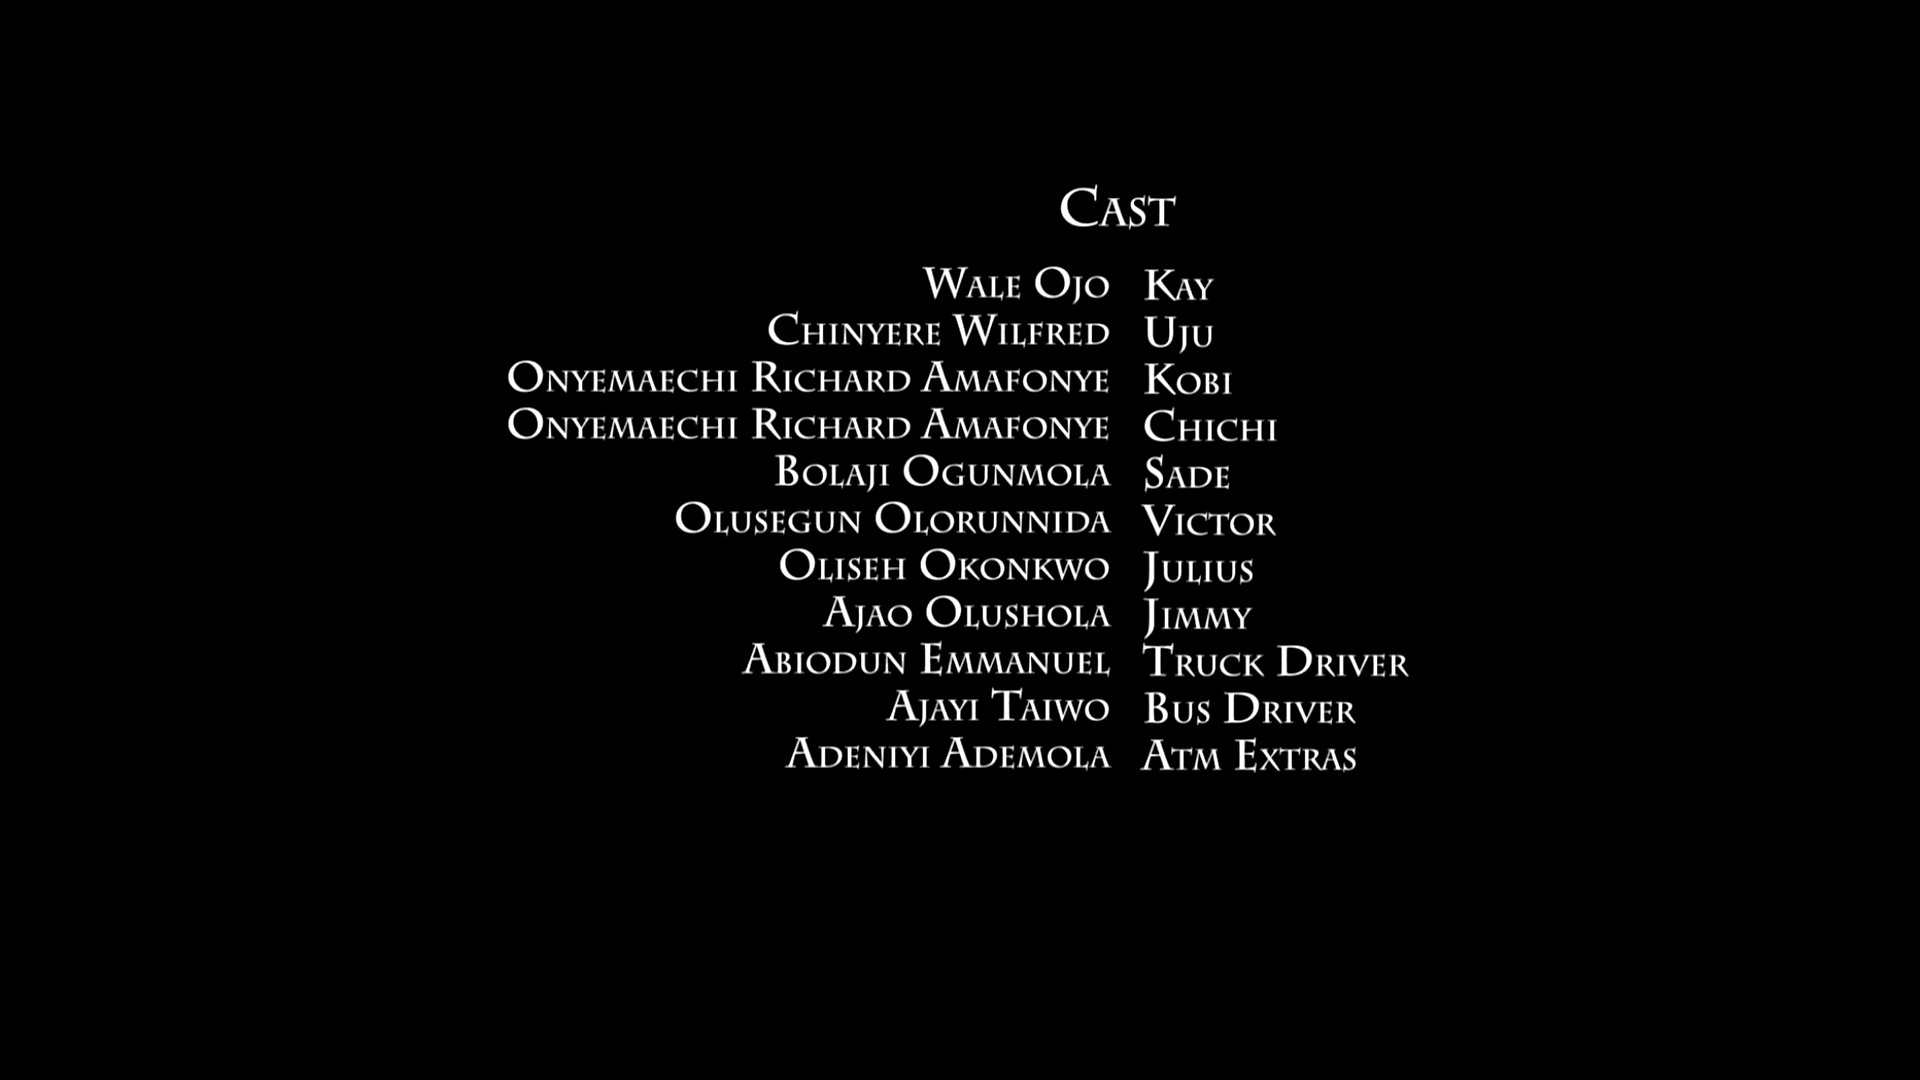 Cast
Wale Ojo Kay
Chinyere Wilfred Uju
Onyemaechi Richard Amafonye Kobi
Onyemaechi Richard Amafonye Chichi
Bolaji Ogunmola Sade
Olusegun Olorunnida Victor
Oliseh Okonkwo Julius
Ajao Olushola Jimmy
Abiodun Emmanuel Truck Driver
Ajayi Taiwo Bus Driver
Adeniyi Ademola Atm Extras